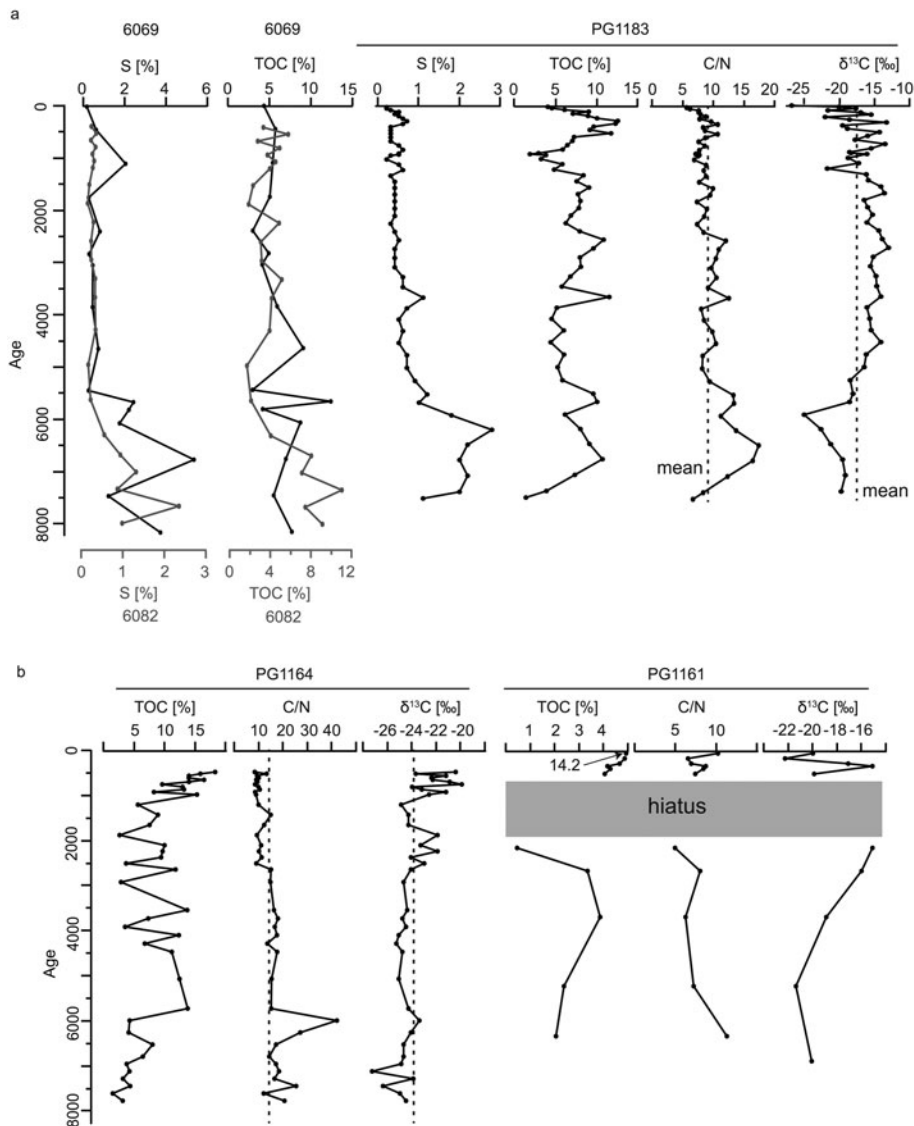 a
6069 6069 PG1183
S [%] TOC [%] S [%] TOC [%] C/N δ¹³C [‰]
0 2 4 6 0 5 10 15 0 1 2 3 0 5 10 15 0 5 10 15 20 -25 -20 -15 -10
Age
0
2000
4000
6000
8000
mean
mean
0 1 2 3 0 4 8 12
S [%] TOC [%]
6082 6082
b
PG1164 PG1161
TOC [%] C/N δ¹³C [‰] TOC [%] C/N δ¹³C [‰]
5 10 15 10 20 30 40 -26 -24 -22 -20 1 2 3 4 5 10 -22 -20 -18 -16
Age
0
2000
4000
6000
8000
14.2
hiatus